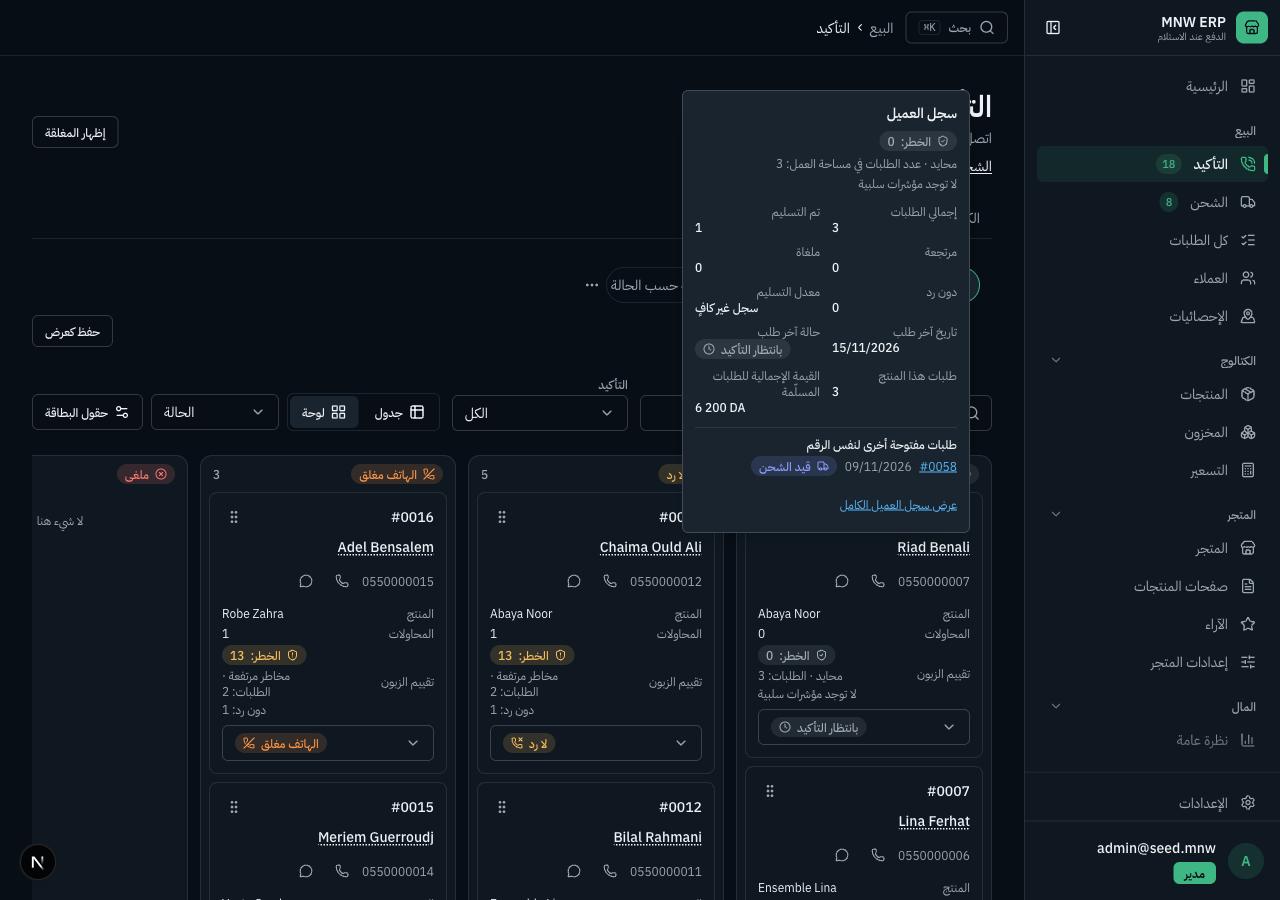 MNW ERP
الدفع عند الاستلام
الرئيسية
البيع
التأكيد 18
الشحن 8
كل الطلبات
العملاء
الإحصائيات
الكتالوج
المنتجات
المخزون
التسعير
المتجر
المتجر
صفحات المنتجات
الآراء
إعدادات المتجر
المال
نظرة عامة
الإعدادات
admin@seed.mnw
مدير
A
بحث ⌘K
البيع › التأكيد
إظهار المغلقة
سجل العميل
الخطر: 0
محايد · عدد الطلبات في مساحة العمل: 3
لا توجد مؤشرات سلبية
إجمالي الطلبات
3
تم التسليم
1
مرتجعة
0
ملغاة
0
دون رد
0
معدل التسليم
سجل غير كافٍ
تاريخ آخر طلب
15/11/2026
حالة آخر طلب
بانتظار التأكيد
طلبات هذا المنتج
3
القيمة الإجمالية للطلبات
المسلّمة
6 200 DA
طلبات مفتوحة أخرى لنفس الرقم
#0058 09/11/2026 قيد الشحن
عرض سجل العميل الكامل
حسب الحالة
حفظ كعرض
التأكيد
الكل
جدول
لوحة
الحالة
حقول البطاقة
Riad Benali
0550000007
المنتج Abaya Noor
المحاولات 0
تقييم الزبون
الخطر: 0
محايد · الطلبات: 3
لا توجد مؤشرات سلبية
بانتظار التأكيد
#0007
Lina Ferhat
0550000006
المنتج Ensemble Lina
لا رد 5
Chaima Ould Ali
0550000012
المنتج Abaya Noor
المحاولات 1
تقييم الزبون
الخطر: 13
مخاطر مرتفعة ·
الطلبات: 2
دون رد: 1
لا رد
#0012
Bilal Rahmani
0550000011
الهاتف مغلق 3
#0016
Adel Bensalem
0550000015
المنتج Robe Zahra
المحاولات 1
تقييم الزبون
الخطر: 13
مخاطر مرتفعة ·
الطلبات: 2
دون رد: 1
الهاتف مغلق
#0015
Meriem Guerroudj
0550000014
ملغى
لا شيء هنا
N